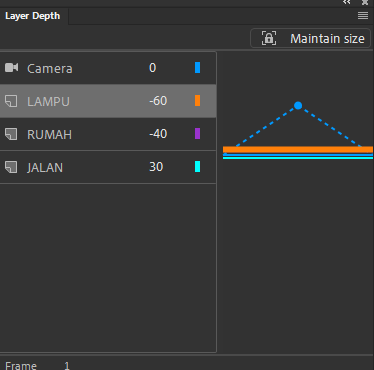 Layer Depth
Maintain size
Camera 0
LAMPU -60
RUMAH -40
JALAN 30
Frame 1